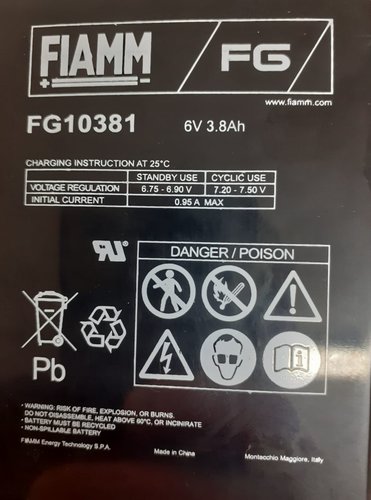 FIAMM
FG
www.fiamm.com
FG10381 6V 3.8Ah
CHARGING INSTRUCTION AT 25°C
STANDBY USE CYCLIC USE
VOLTAGE REGULATION 6.75 - 6.90 V 7.20 - 7.50 V
INITIAL CURRENT 0.95 A MAX
DANGER / POISON
Pb
• WARNING: RISK OF FIRE, EXPLOSION, OR BURNS.
DO NOT DISASSEMBLE, HEAT ABOVE 60°C, OR INCINIRATE
• BATTERY MUST BE RECYCLED
• NON-SPILLABLE BATTERY
FIAMM Energy Technology S.P.A. Made in China Montecchio Maggiore, Italy